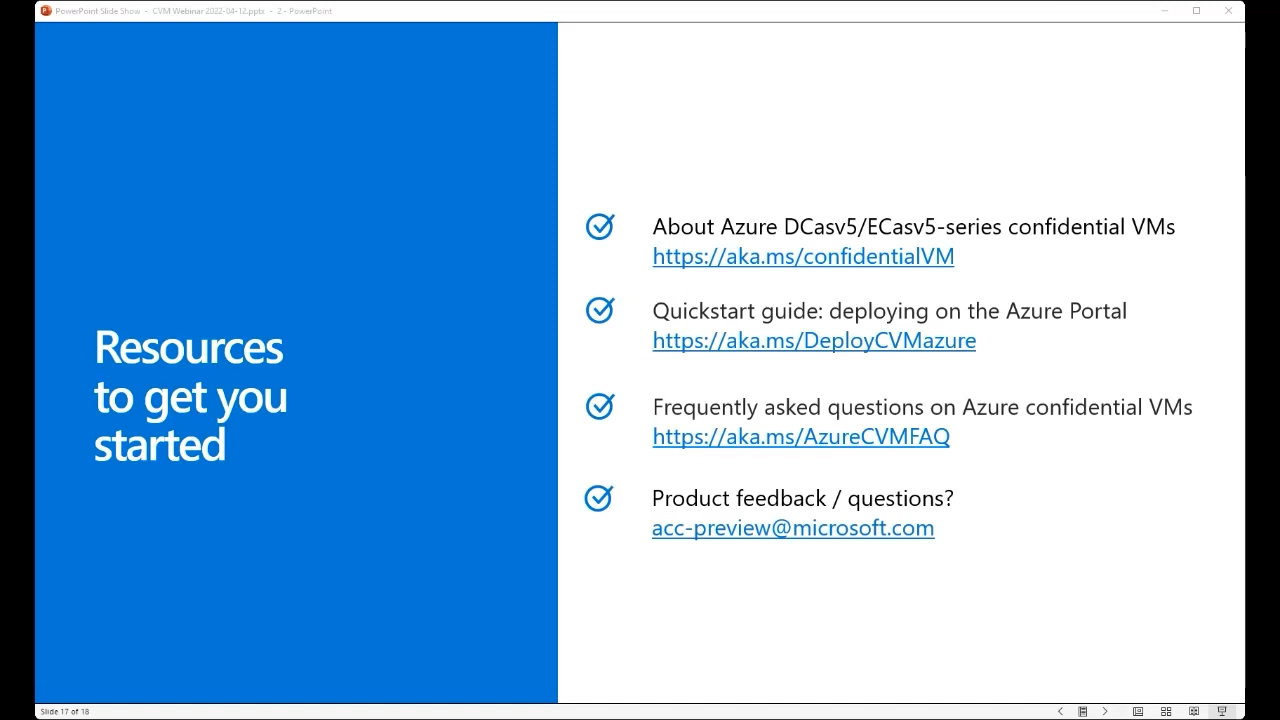 PowerPoint Slide Show - CVM Webinar 2022-04-12.pptx - 2 - PowerPoint
Resources
to get you
started
About Azure DCasv5/ECasv5-series confidential VMs
https://aka.ms/confidentialVM
Quickstart guide: deploying on the Azure Portal
https://aka.ms/DeployCVMazure
Frequently asked questions on Azure confidential VMs
https://aka.ms/AzureCVMFAQ
Product feedback / questions?
acc-preview@microsoft.com
Slide 17 of 18